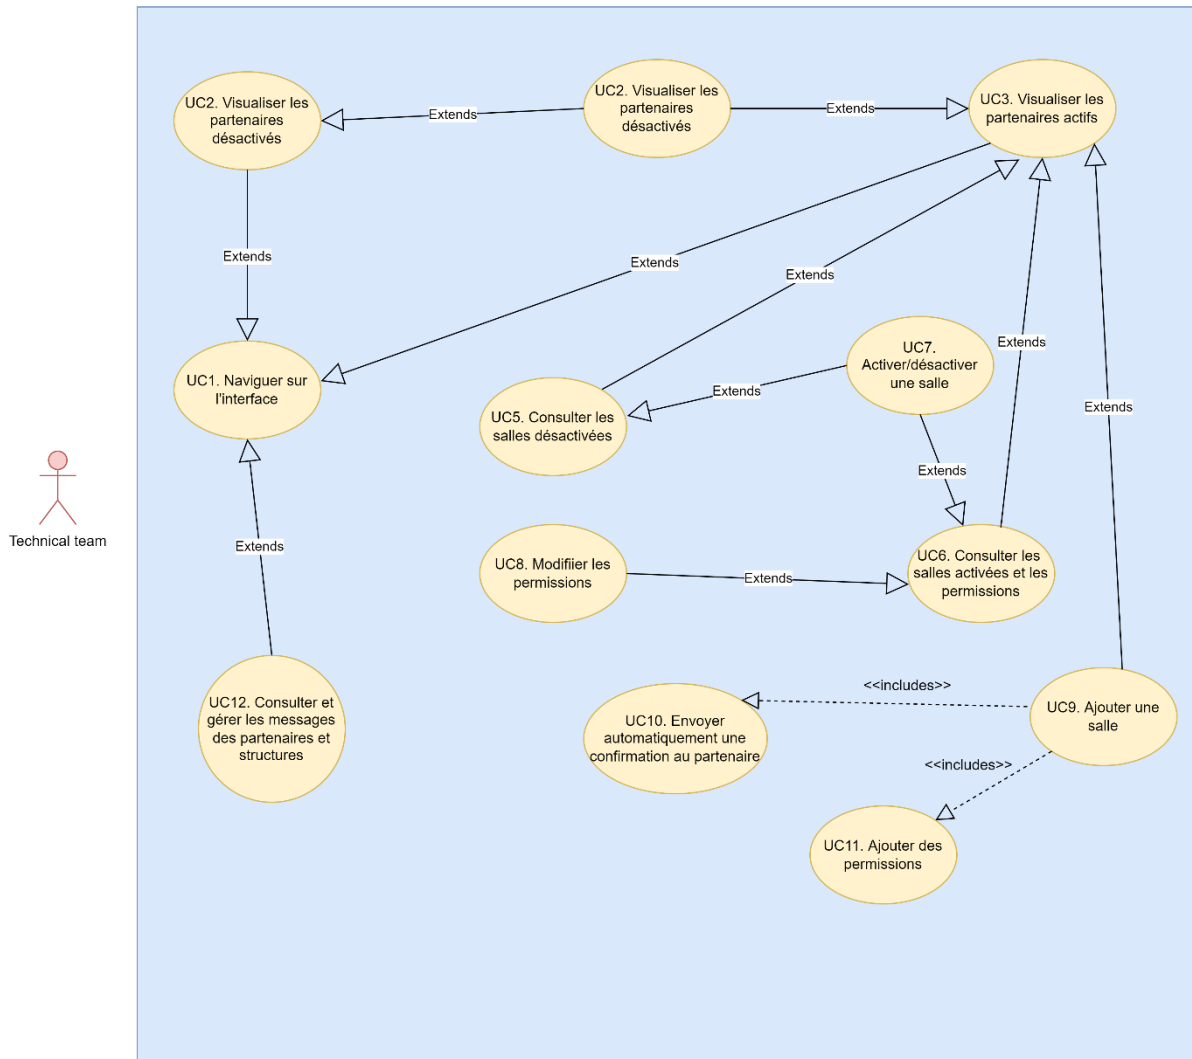 UC2. Visualiser les
partenaires
désactivés
Extends
UC2. Visualiser les
partenaires
désactivés
Extends
UC3. Visualiser les
partenaires actifs
Extends
Extends
Extends
Extends
Extends
UC1. Naviguer sur
l'interface
UC7.
Activer/désactiver
une salle
Extends
UC5. Consulter les
salles désactivées
Extends
Technical team
Extends
UC8. Modifiier les
permissions
Extends
UC6. Consulter les
salles activées et les
permissions
UC12. Consulter et
gérer les messages
des partenaires et
structures
<<includes>>
UC10. Envoyer
automatiquement une
confirmation au partenaire
UC9. Ajouter une
salle
<<includes>>
UC11. Ajouter des
permissions